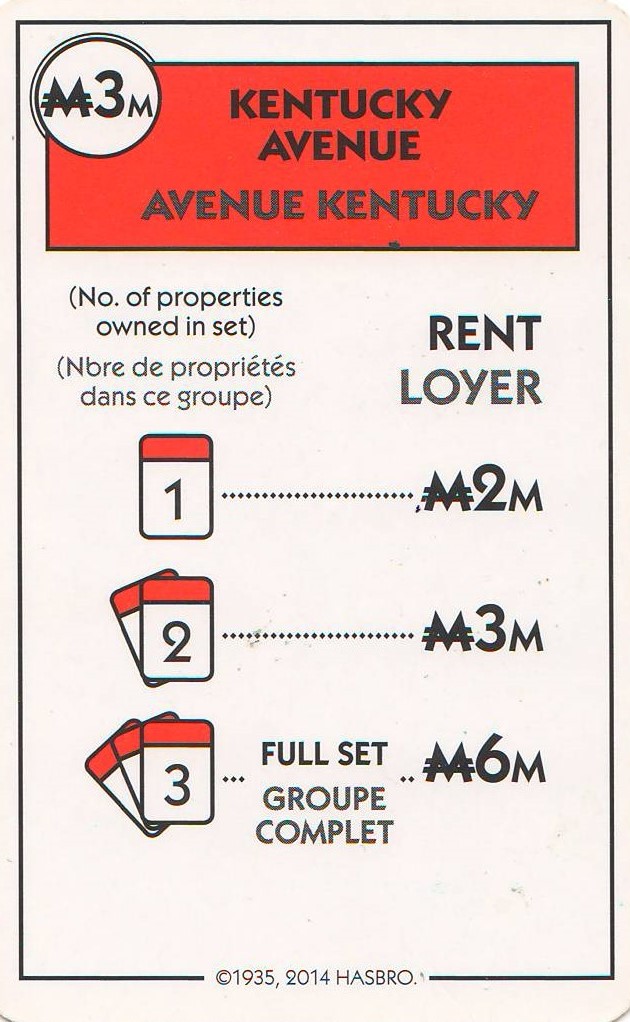 ₩3M
KENTUCKY
AVENUE
AVENUE KENTUCKY
(No. of properties
owned in set)
(Nbre de propriétés
dans ce groupe)
RENT
LOYER
1 ........ ₩2M
2 ........ ₩3M
3 ... FULL SET .. ₩6M
GROUPE
COMPLET
©1935, 2014 HASBRO.